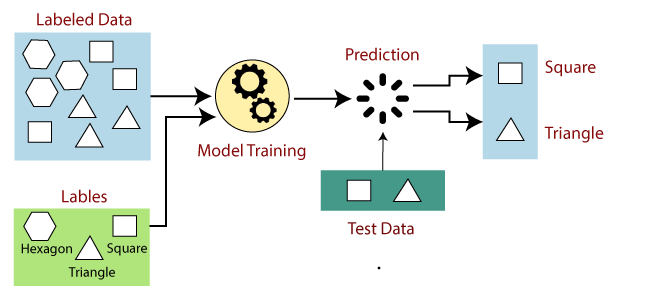 Labeled Data
Prediction
Square
Model Training
Triangle
Lables
Hexagon
Square
Triangle
Test Data